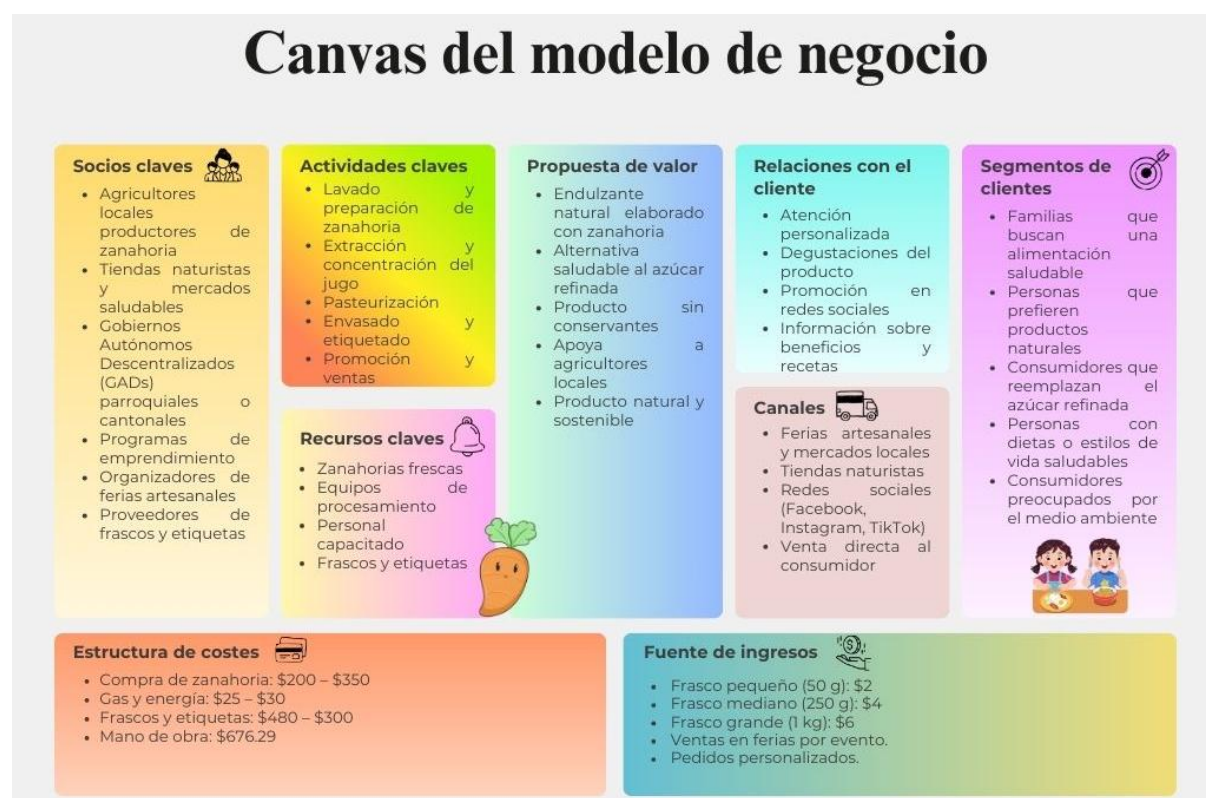 Canvas del modelo de negocio
Socios claves
• Agricultores
locales
productores de
zanahoria
• Tiendas naturistas
y mercados
saludables
• Gobiernos
Autónomos
Descentralizados
(GADs)
parroquiales o
cantonales
• Programas de
emprendimiento
• Organizadores de
ferias artesanales
• Proveedores de
frascos y etiquetas
Actividades claves
• Lavado y
preparación de
zanahoria
• Extracción y
concentración del
jugo
• Pasteurización
• Envasado y
etiquetado
• Promoción y
ventas
Recursos claves
• Zanahorias frescas
• Equipos de
procesamiento
• Personal
capacitado
• Frascos y etiquetas
Propuesta de valor
• Endulzante
natural elaborado
con zanahoria
• Alternativa
saludable al azúcar
refinada
• Producto sin
conservantes
• Apoya a
agricultores
locales
• Producto natural y
sostenible
Relaciones con el
cliente
• Atención
personalizada
• Degustaciones del
producto
• Promoción en
redes sociales
• Información sobre
beneficios y
recetas
Canales
• Ferias artesanales
y mercados locales
• Tiendas naturistas
• Redes sociales
(Facebook,
Instagram, TikTok)
• Venta directa al
consumidor
Segmentos de
clientes
• Familias que
buscan una
alimentación
saludable
• Personas que
prefieren
productos
naturales
• Consumidores que
reemplazan el
azúcar refinada
• Personas con
dietas o estilos de
vida saludables
• Consumidores
preocupados por
el medio ambiente
Estructura de costes
• Compra de zanahoria: $200 – $350
• Gas y energía: $25 – $30
• Frascos y etiquetas: $480 – $300
• Mano de obra: $676.29
Fuente de ingresos
• Frasco pequeño (50 g): $2
• Frasco mediano (250 g): $4
• Frasco grande (1 kg): $6
• Ventas en ferias por evento.
• Pedidos personalizados.